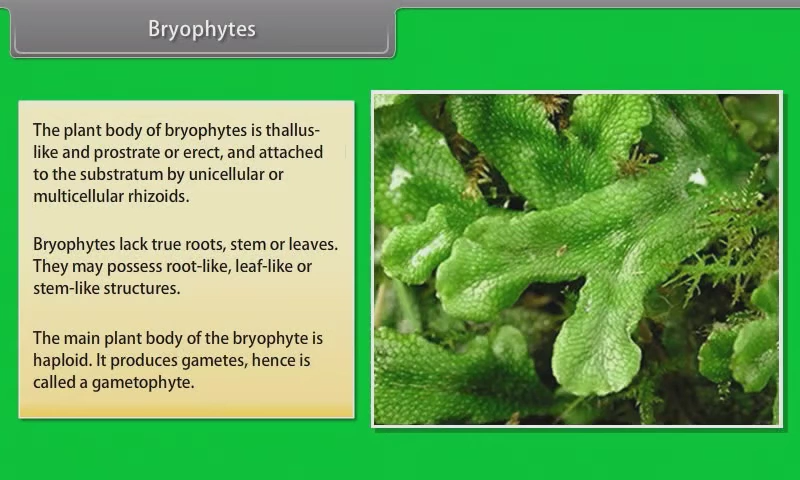 Bryophytes
The plant body of bryophytes is thallus-
like and prostrate or erect, and attached
to the substratum by unicellular or
multicellular rhizoids.
Bryophytes lack true roots, stem or leaves.
They may possess root-like, leaf-like or
stem-like structures.
The main plant body of the bryophyte is
haploid. It produces gametes, hence is
called a gametophyte.